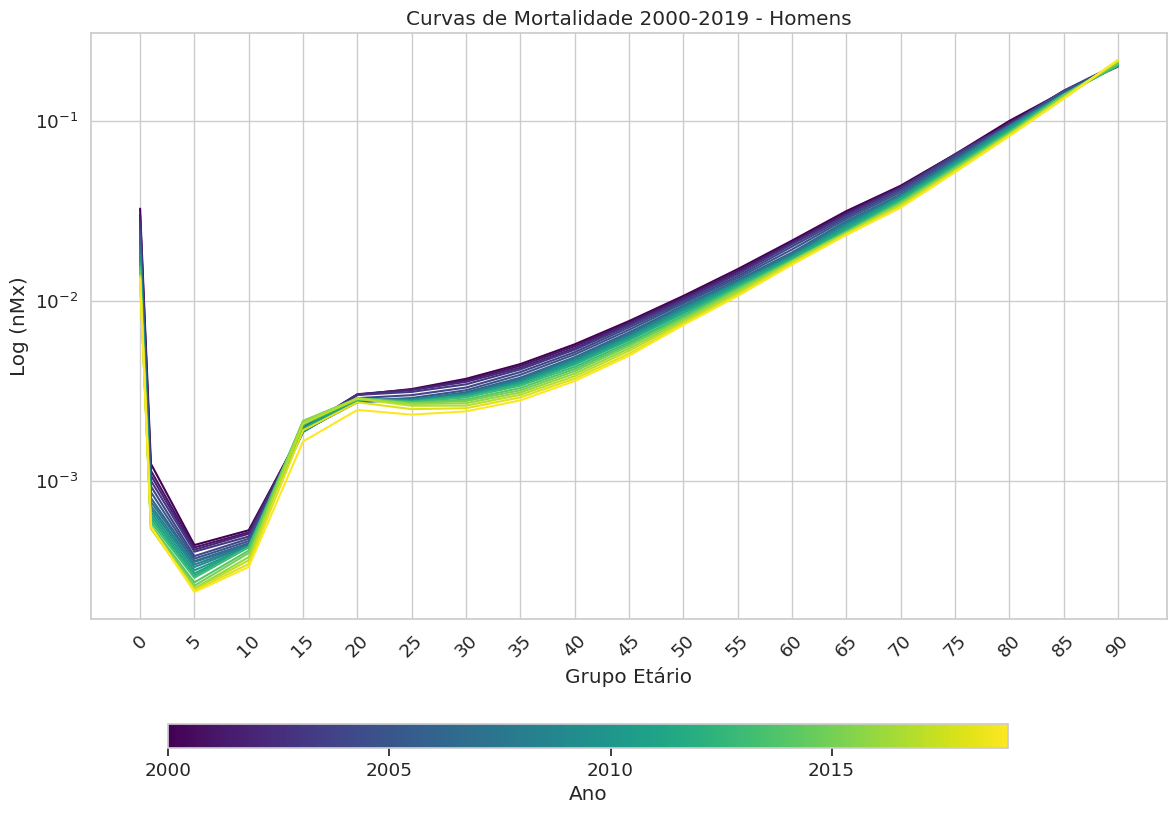 Curvas de Mortalidade 2000-2019 - Homens
Log (nMx)
10⁻¹
10⁻²
10⁻³
0 5 10 15 20 25 30 35 40 45 50 55 60 65 70 75 80 85 90
Grupo Etário
2000 2005 2010 2015
Ano